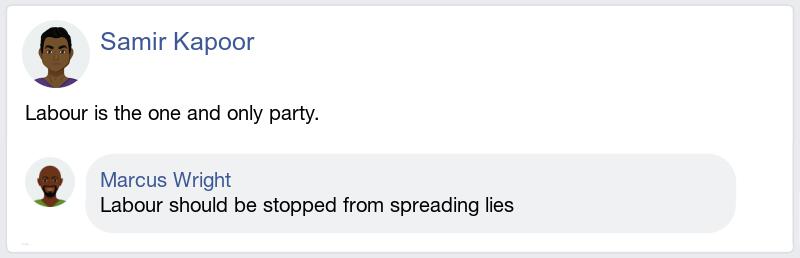 Samir Kapoor
Labour is the one and only party.
Marcus Wright
Labour should be stopped from spreading lies